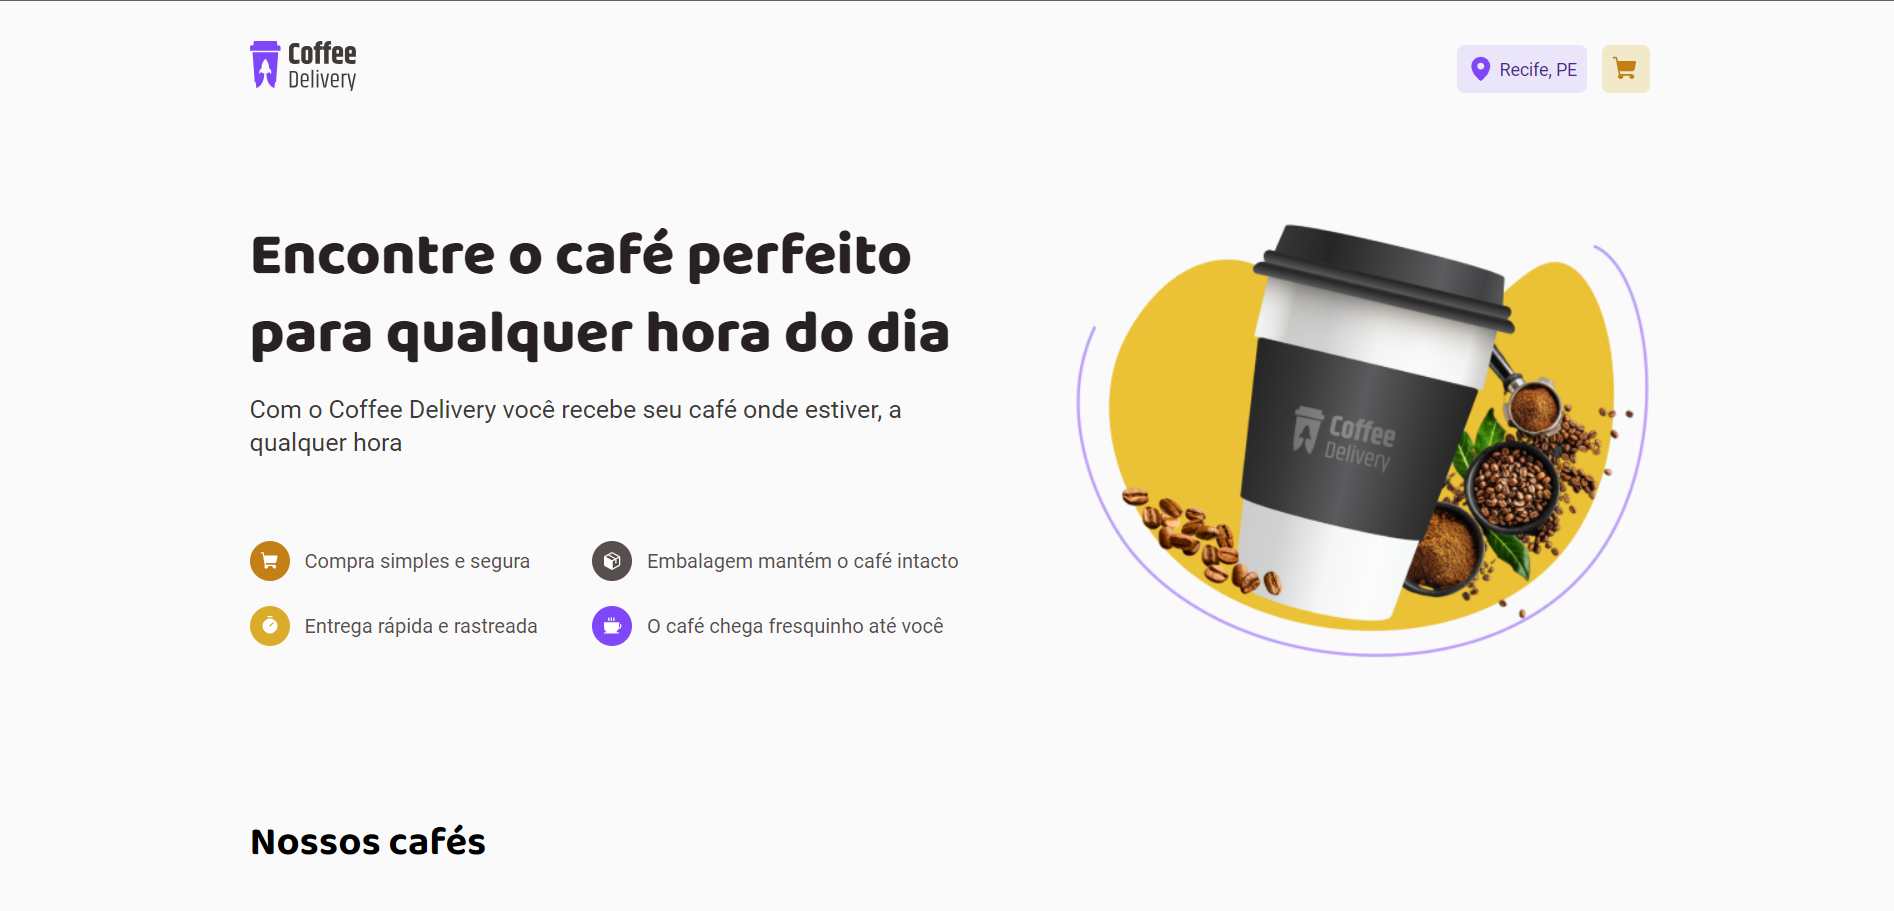 Coffee
Delivery
Recife, PE
Encontre o café perfeito
para qualquer hora do dia
Com o Coffee Delivery você recebe seu café onde estiver, a
qualquer hora
Coffee
Delivery
Compra simples e segura
Embalagem mantém o café intacto
Entrega rápida e rastreada
O café chega fresquinho até você
Nossos cafés